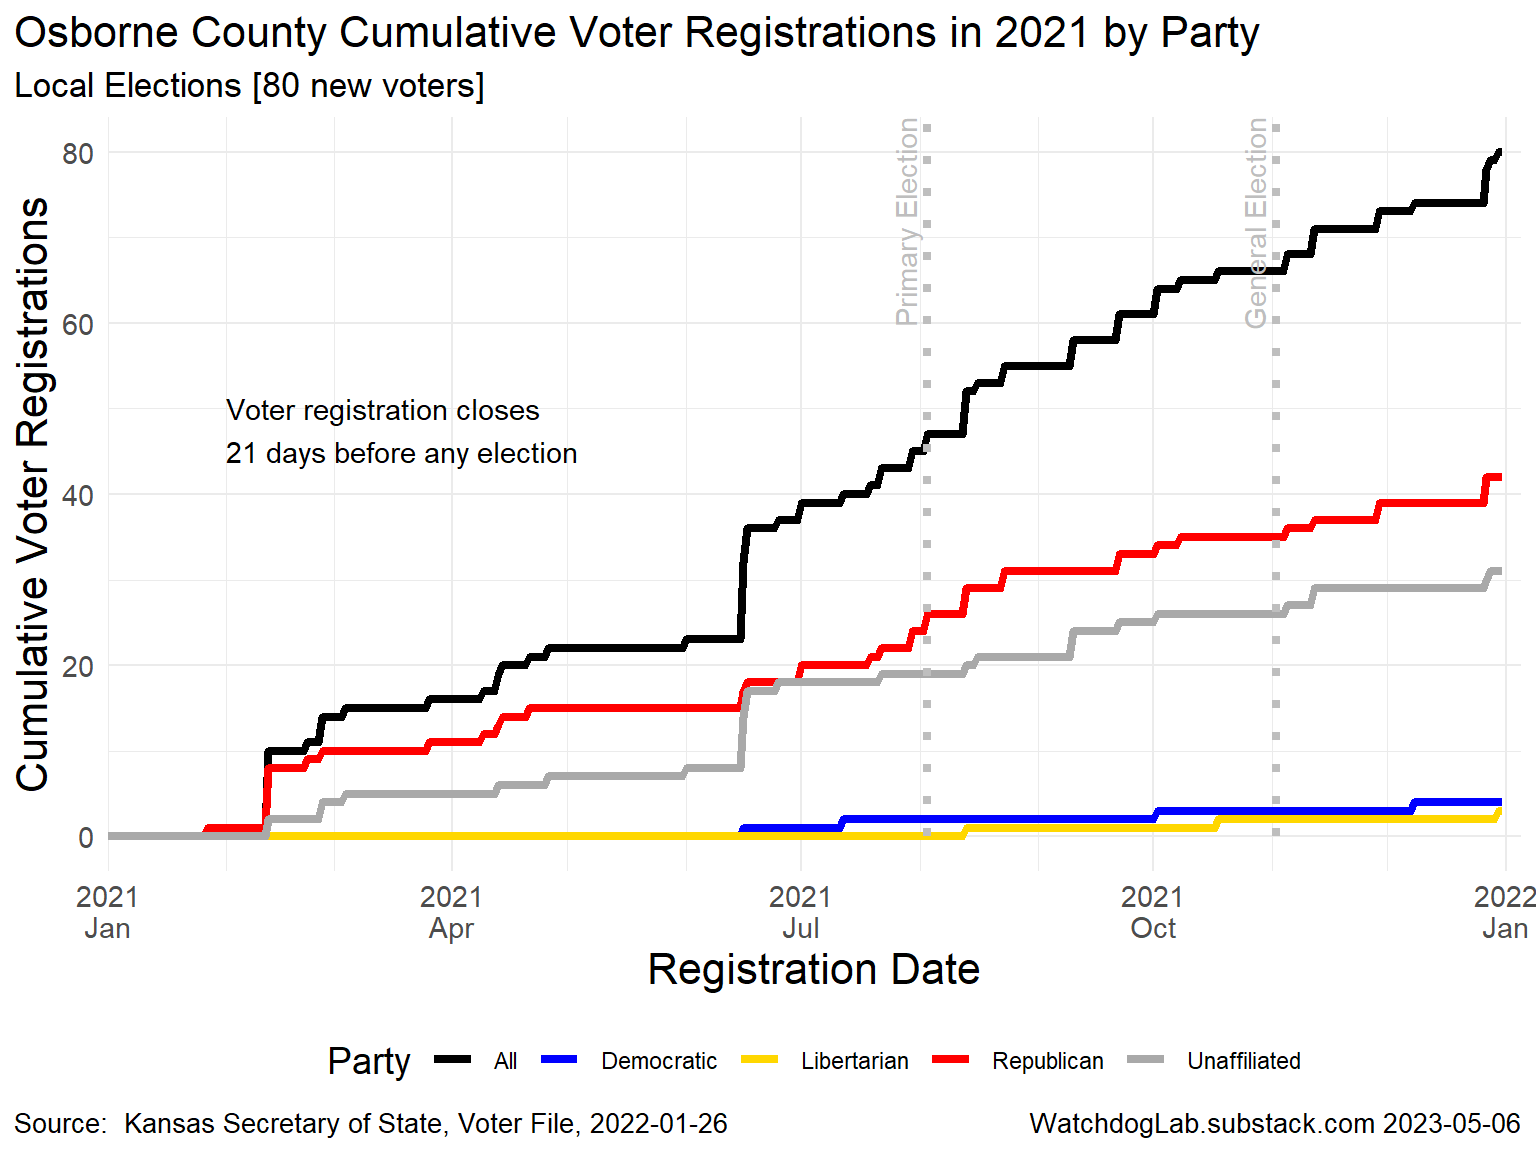 Osborne County Cumulative Voter Registrations in 2021 by Party
Local Elections [80 new voters]
Cumulative Voter Registrations
80
60
40
20
0
Primary Election
General Election
Voter registration closes
21 days before any election
2021 2021 2021 2021 2022
Jan Apr Jul Oct Jan
Registration Date
Party All Democratic Libertarian Republican Unaffiliated
Source:  Kansas Secretary of State, Voter File, 2022-01-26
WatchdogLab.substack.com 2023-05-06